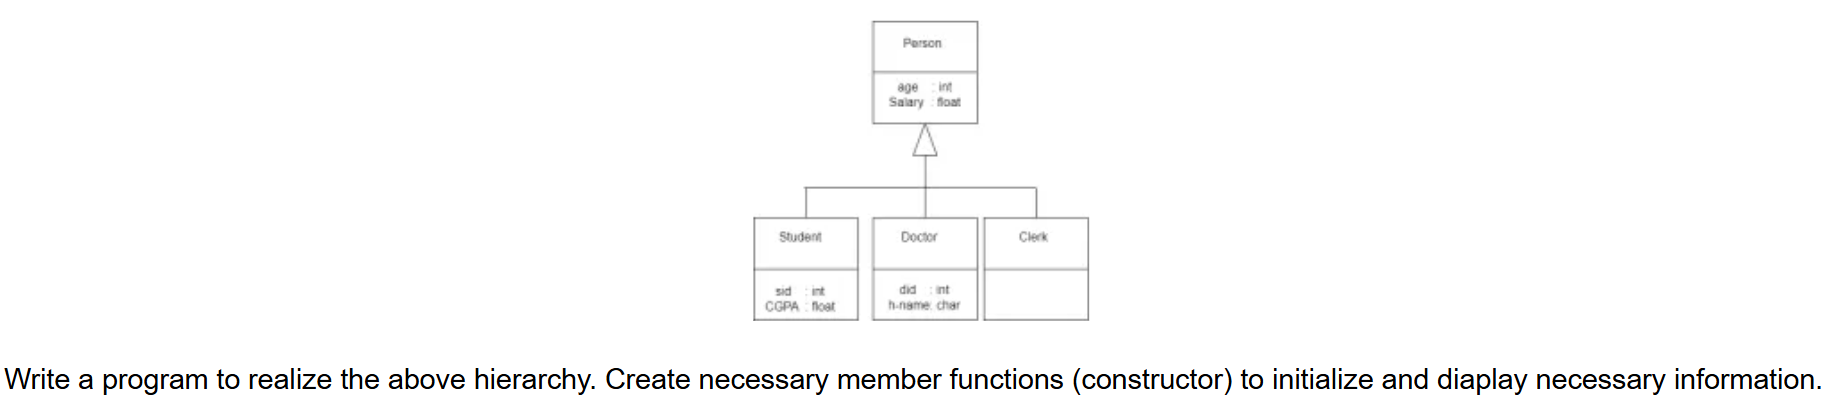 Person
age : int
Salary : float
Student
Doctor
Clerk
sid : int
CGPA : float
did : int
h-name: char
Write a program to realize the above hierarchy. Create necessary member functions (constructor) to initialize and diaplay necessary information.